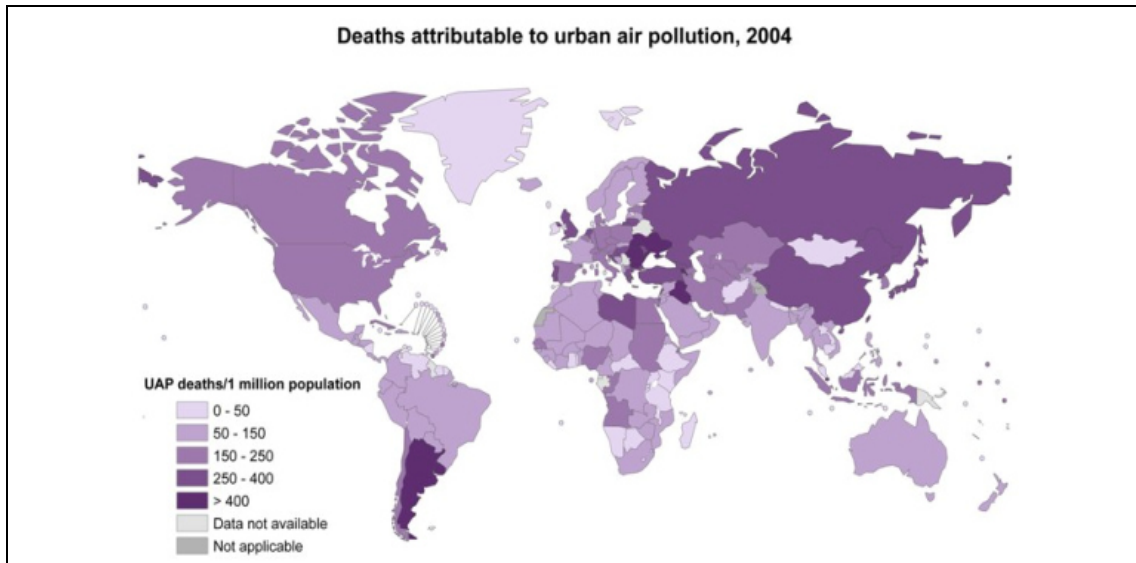 Deaths attributable to urban air pollution, 2004
UAP deaths/1 million population
0 - 50
50 - 150
150 - 250
250 - 400
> 400
Data not available
Not applicable